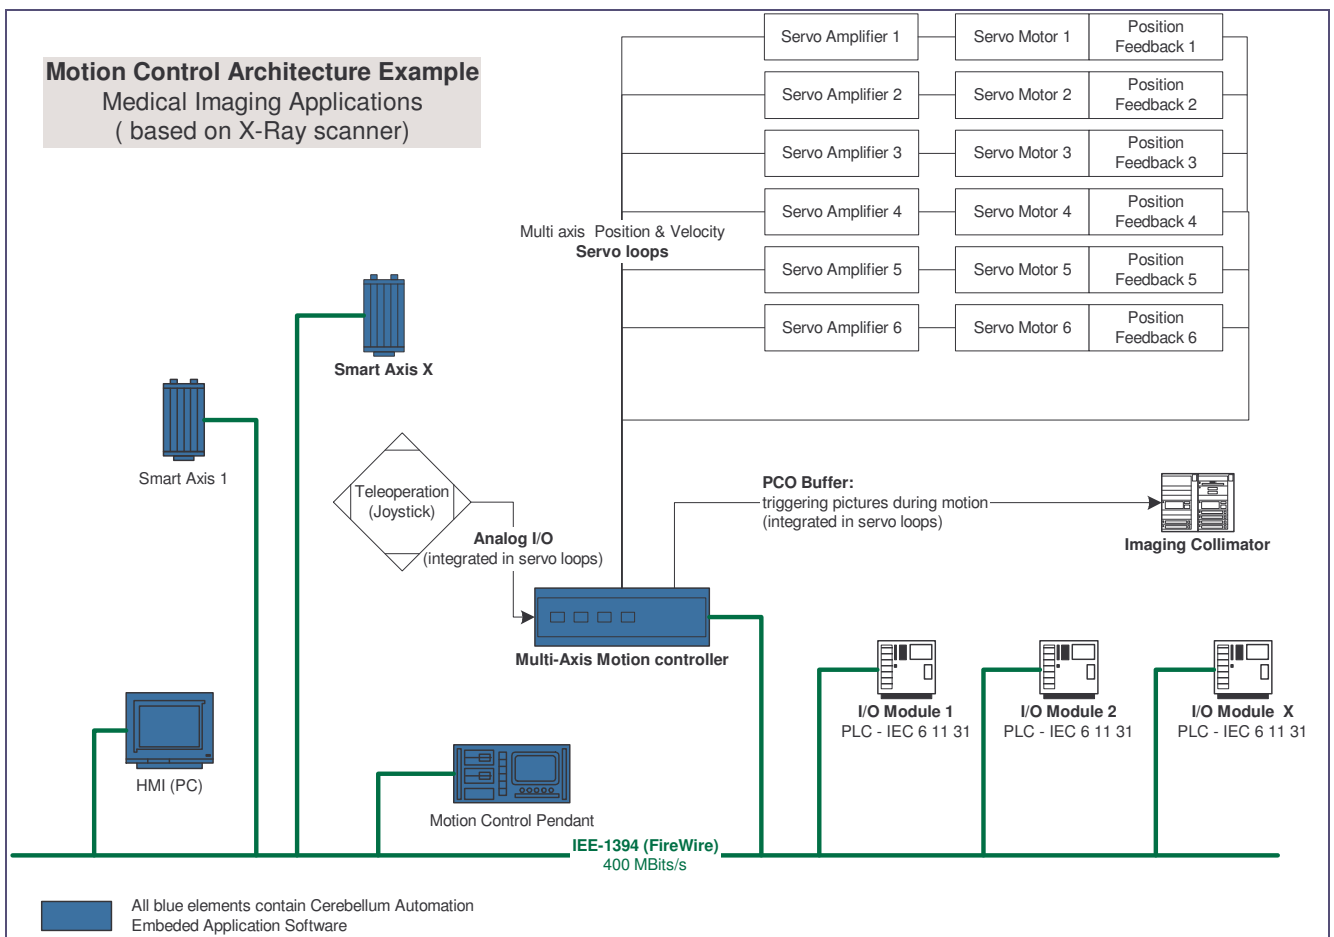 Motion Control Architecture Example
Medical Imaging Applications
( based on X-Ray scanner)
Servo Amplifier 1
Servo Motor 1
Position
Feedback 1
Servo Amplifier 2
Servo Motor 2
Position
Feedback 2
Servo Amplifier 3
Servo Motor 3
Position
Feedback 3
Servo Amplifier 4
Servo Motor 4
Position
Feedback 4
Multi axis Position & Velocity
Servo loops
Servo Amplifier 5
Servo Motor 5
Position
Feedback 5
Servo Amplifier 6
Servo Motor 6
Position
Feedback 6
Smart Axis X
Smart Axis 1
Teleoperation
(Joystick)
Analog I/O
(integrated in servo loops)
PCO Buffer:
triggering pictures during motion
(integrated in servo loops)
Imaging Collimator
Multi-Axis Motion controller
I/O Module 1
PLC - IEC 6 11 31
I/O Module 2
PLC - IEC 6 11 31
I/O Module X
PLC - IEC 6 11 31
HMI (PC)
Motion Control Pendant
IEE-1394 (FireWire)
400 MBits/s
All blue elements contain Cerebellum Automation
Embeded Application Software